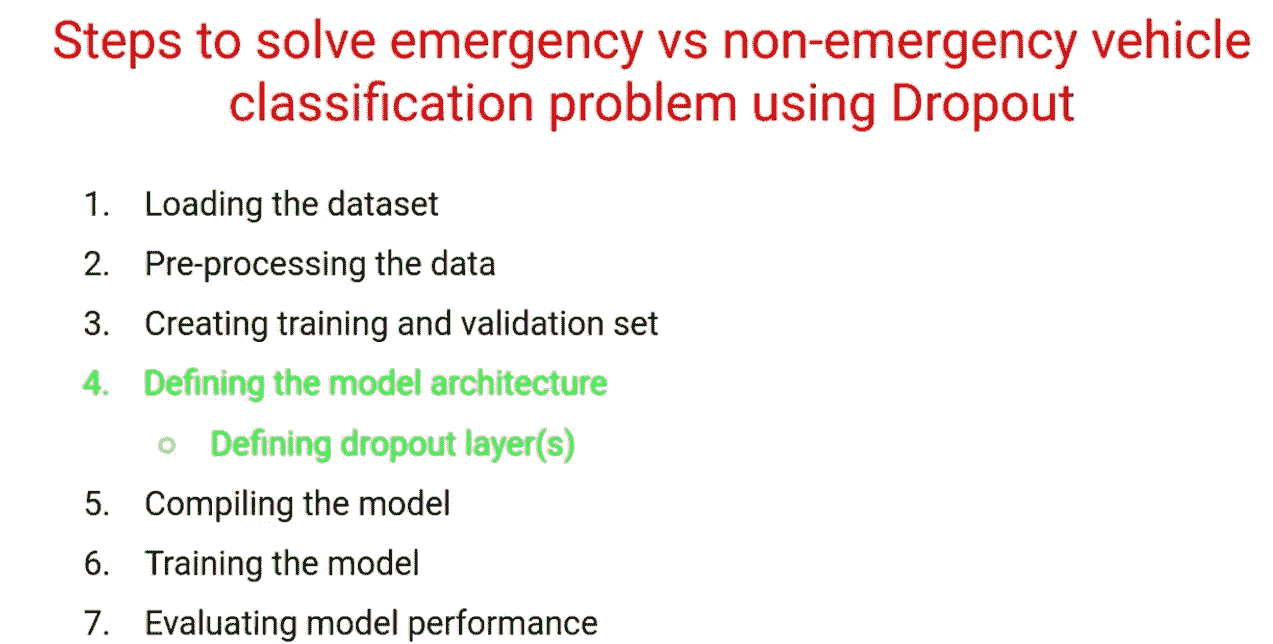 Steps to solve emergency vs non-emergency vehicle
classification problem using Dropout
1. Loading the dataset
2. Pre-processing the data
3. Creating training and validation set
4. Defining the model architecture
○ Defining dropout layer(s)
5. Compiling the model
6. Training the model
7. Evaluating model performance